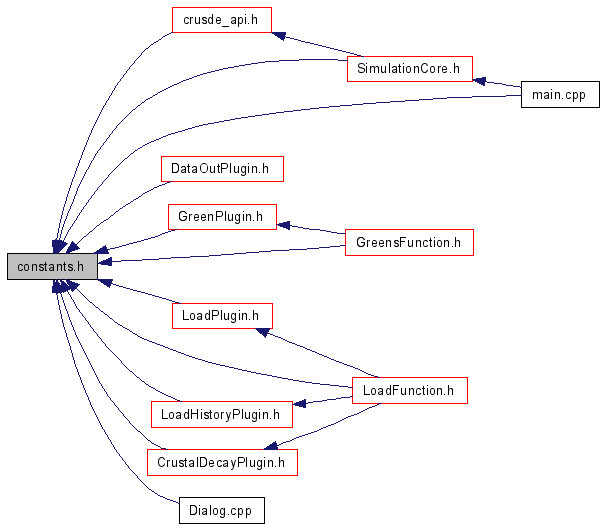 crusde_api.h
SimulationCore.h
main.cpp
DataOutPlugin.h
GreenPlugin.h
GreensFunction.h
constants.h
LoadPlugin.h
LoadFunction.h
LoadHistoryPlugin.h
CrustalDecayPlugin.h
Dialog.cpp